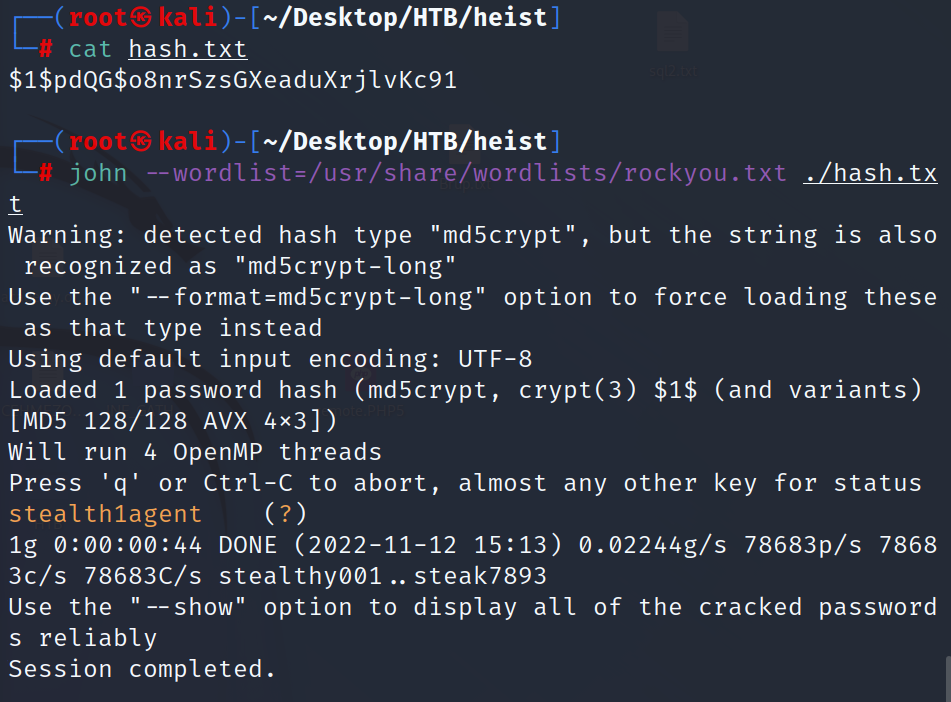 ┌──(root㉿kali)-[~/Desktop/HTB/heist]
└─# cat hash.txt
$1$pdQG$o8nrSzsGXeaduXrjlvKc91
┌──(root㉿kali)-[~/Desktop/HTB/heist]
└─# john --wordlist=/usr/share/wordlists/rockyou.txt ./hash.tx
t
Warning: detected hash type "md5crypt", but the string is also
 recognized as "md5crypt-long"
Use the "--format=md5crypt-long" option to force loading these
 as that type instead
Using default input encoding: UTF-8
Loaded 1 password hash (md5crypt, crypt(3) $1$ (and variants)
[MD5 128/128 AVX 4×3])
Will run 4 OpenMP threads
Press 'q' or Ctrl-C to abort, almost any other key for status
stealth1agent    (?)
1g 0:00:00:44 DONE (2022-11-12 15:13) 0.02244g/s 78683p/s 7868
3c/s 78683C/s stealthy001..steak7893
Use the "--show" option to display all of the cracked password
s reliably
Session completed.